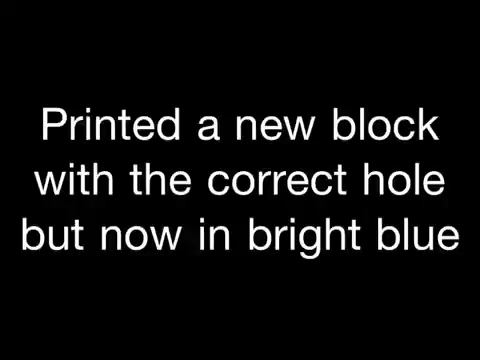 Printed a new block
with the correct hole
but now in bright blue